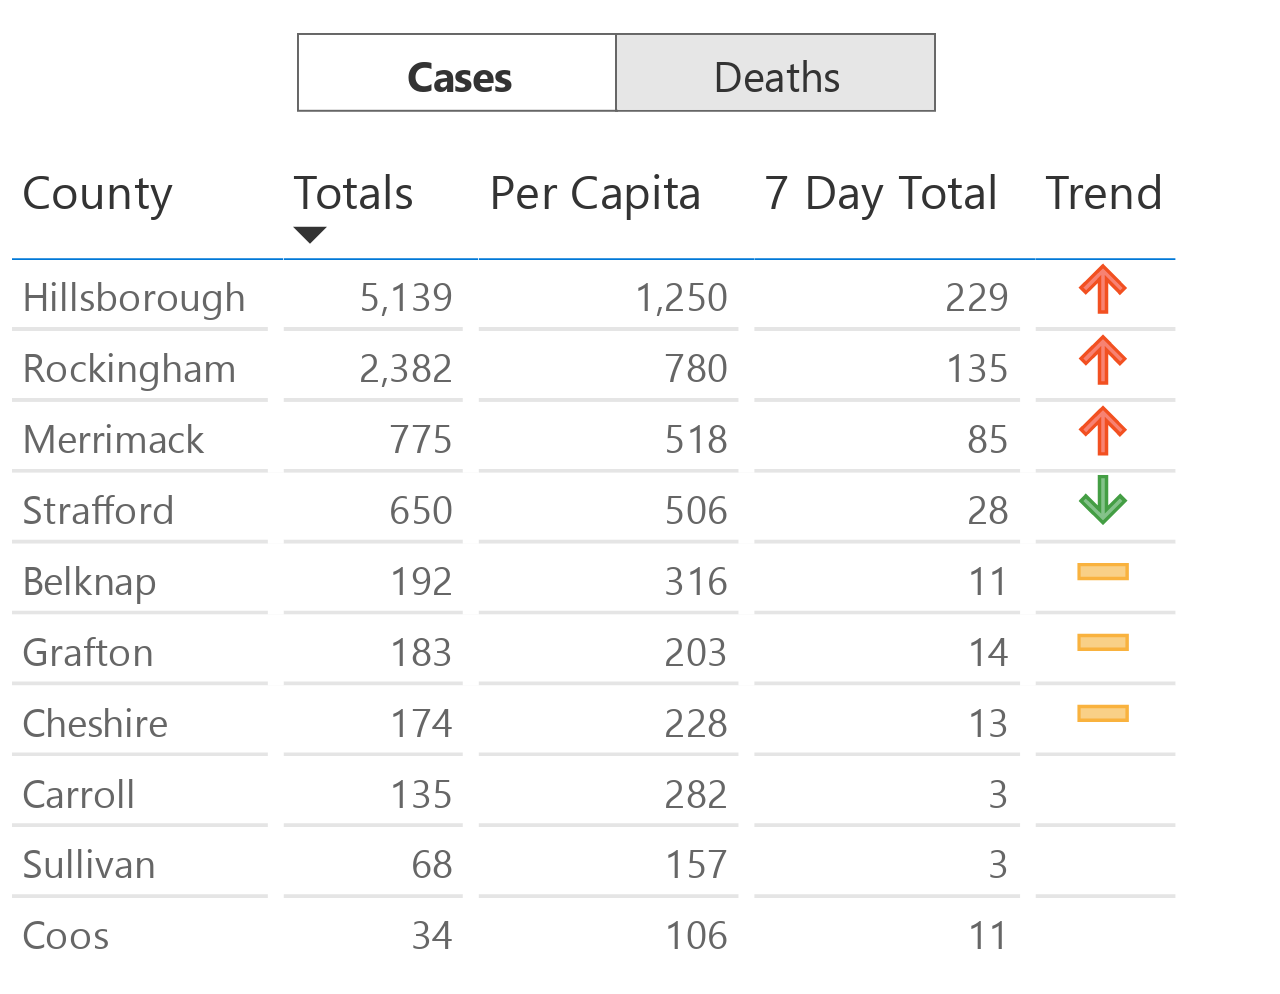 Cases Deaths
County Totals Per Capita 7 Day Total Trend
Hillsborough 5,139 1,250 229
Rockingham 2,382 780 135
Merrimack 775 518 85
Strafford 650 506 28
Belknap 192 316 11
Grafton 183 203 14
Cheshire 174 228 13
Carroll 135 282 3
Sullivan 68 157 3
Coos 34 106 11